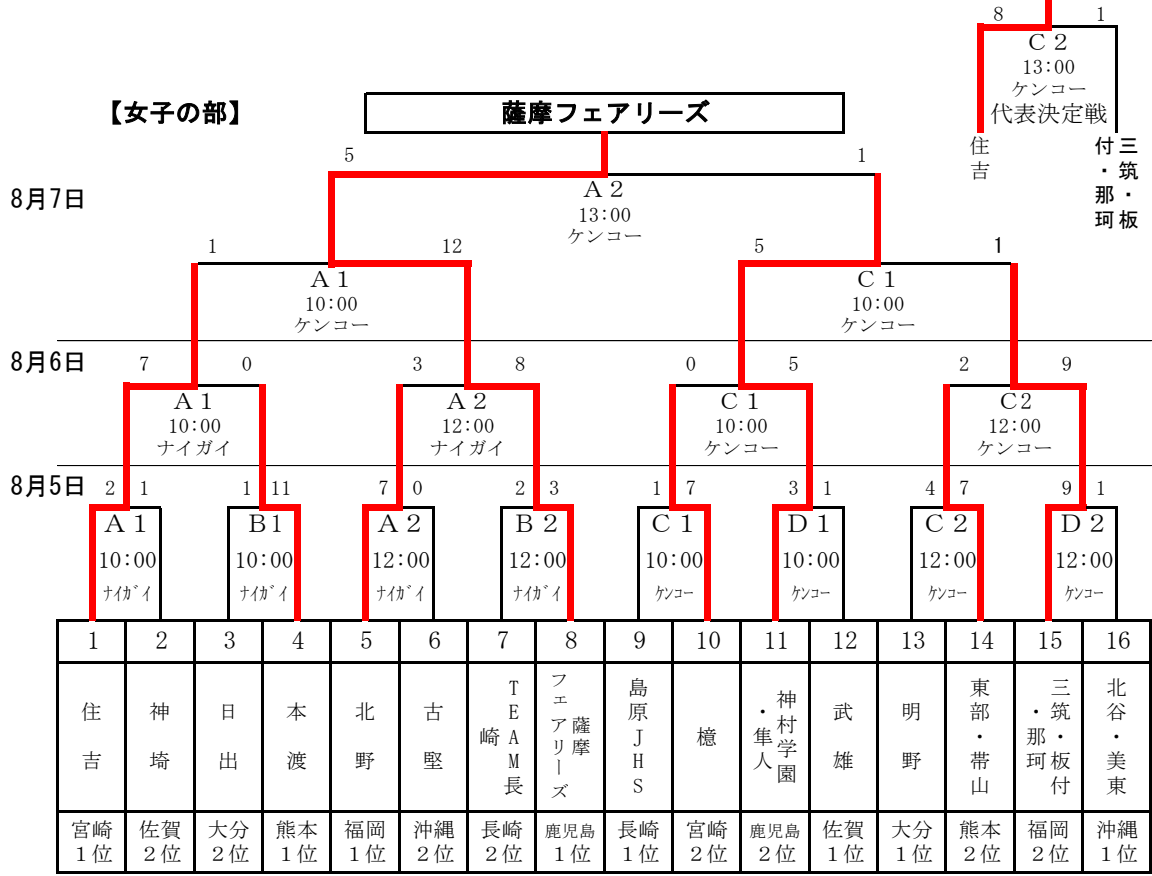 8 1
C 2
13:00
ケンコー
代表決定戦
住吉
三筑・板付・那珂
【女子の部】
薩摩フェアリーズ
5 1
8月7日
A 2
13:00
ケンコー
1 12 5 1
A 1 C 1
10:00 10:00
ケンコー ケンコー
8月6日
7 0 3 8 0 5 2 9
A 1 A 2 C 1 C2
10:00 12:00 10:00 12:00
ナイガイ ナイガイ ケンコー ケンコー
8月5日
2 1 1 11 7 0 2 3 1 7 3 1 4 7 9 1
A 1 B1 A 2 B 2 C 1 D 1 C 2 D 2
10:00 10:00 12:00 12:00 10:00 10:00 12:00 12:00
ﾅｲｶﾞｲ ﾅｲｶﾞｲ ﾅｲｶﾞｲ ﾅｲｶﾞｲ ｹﾝｺｰ ｹﾝｺｰ ｹﾝｺｰ ｹﾝｺｰ
1 2 3 4 5 6 7 8 9 10 11 12 13 14 15 16
住吉
神埼
日出
本渡
北野
古堅
TEAM長崎
薩摩フェアリーズ
島原JHS
檍
神村学園・隼人
武雄
明野
東部・帯山
三筑・板付・那珂
北谷・美東
宮崎 佐賀 大分 熊本 福岡 沖縄 長崎 鹿児島 長崎 宮崎 鹿児島 佐賀 大分 熊本 福岡 沖縄
1位 2位 2位 1位 1位 2位 2位 1位 1位 2位 2位 1位 1位 2位 2位 1位